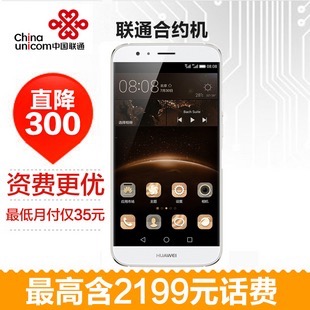 China
unicom中国联通
联通合约机
直降
300
资费更优
最低月付仅35元
08:08
HUAWEI
最高含2199元话费